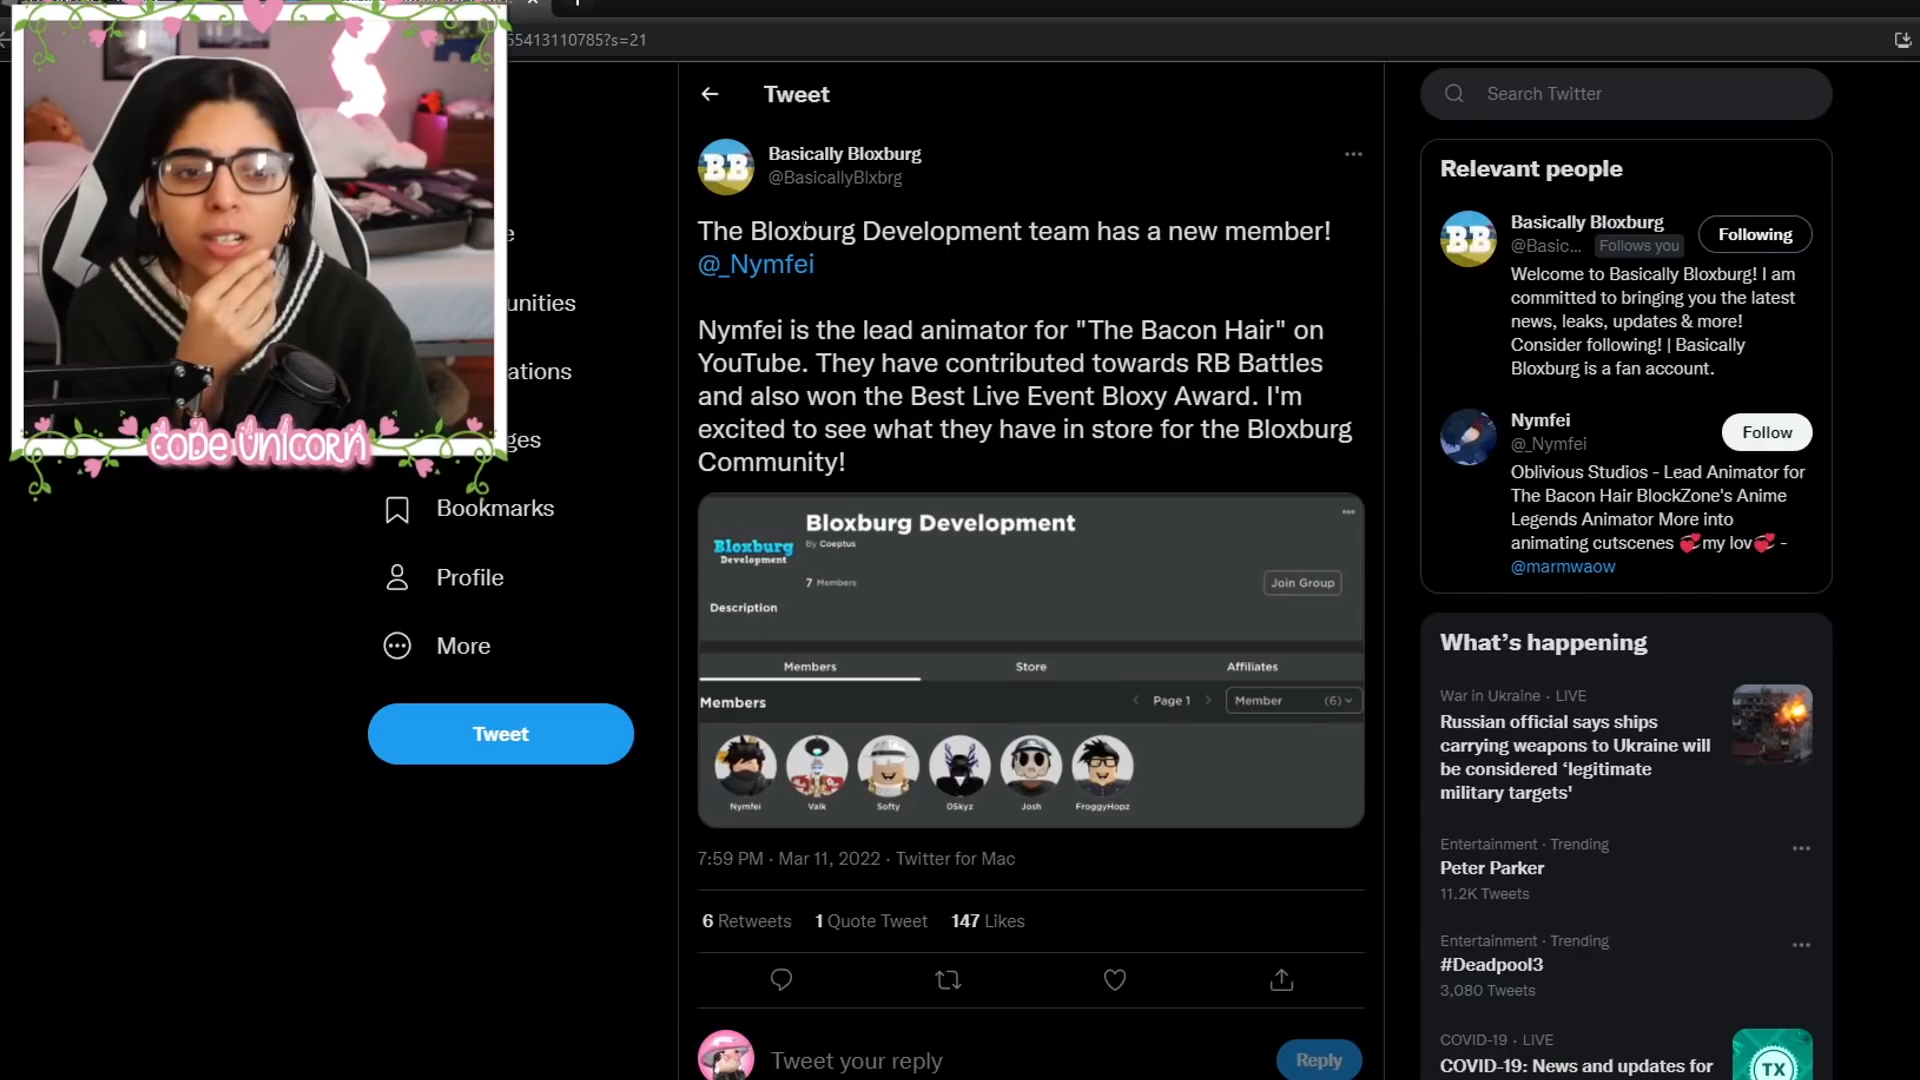 55413110785?s=21
Tweet
Search Twitter
BB
Basically Bloxburg
@BasicallyBlxbrg
The Bloxburg Development team has a new member!
@_Nymfei
Nymfei is the lead animator for "The Bacon Hair" on
YouTube. They have contributed towards RB Battles
and also won the Best Live Event Bloxy Award. I'm
excited to see what they have in store for the Bloxburg
Community!
Bloxburg Development
By Coeptus
Bloxburg
Development
7 Members
Join Group
Description
Members
Store
Affiliates
Members
Page 1
Member (6)
Nymfei
Valk
Softy
0Skyz
Josh
FroggyHopz
7:59 PM · Mar 11, 2022 · Twitter for Mac
6 Retweets 1 Quote Tweet 147 Likes
Tweet your reply
Reply
CODE UNICORN
e
unities
ations
ges
Bookmarks
Profile
More
Tweet
Relevant people
BB
Basically Bloxburg
@Basic... Follows you
Following
Welcome to Basically Bloxburg! I am
committed to bringing you the latest
news, leaks, updates & more!
Consider following! | Basically
Bloxburg is a fan account.
Nymfei
@_Nymfei
Follow
Oblivious Studios - Lead Animator for
The Bacon Hair BlockZone's Anime
Legends Animator More into
animating cutscenes 💞my lov💞 -
@marmwaow
What's happening
War in Ukraine · LIVE
Russian official says ships
carrying weapons to Ukraine will
be considered ‘legitimate
military targets'
Entertainment · Trending
Peter Parker
11.2K Tweets
Entertainment · Trending
#Deadpool3
3,080 Tweets
COVID-19 · LIVE
COVID-19: News and updates for
TX